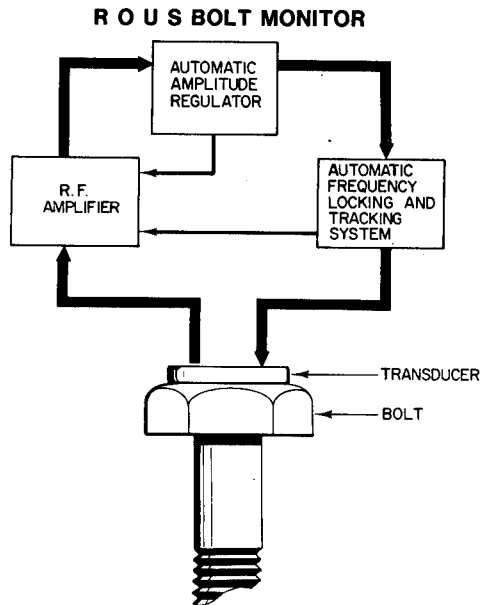 R O U S BOLT MONITOR
AUTOMATIC
AMPLITUDE
REGULATOR
R.F.
AMPLIFIER
AUTOMATIC
FREQUENCY
LOCKING AND
TRACKING
SYSTEM
TRANSDUCER
BOLT